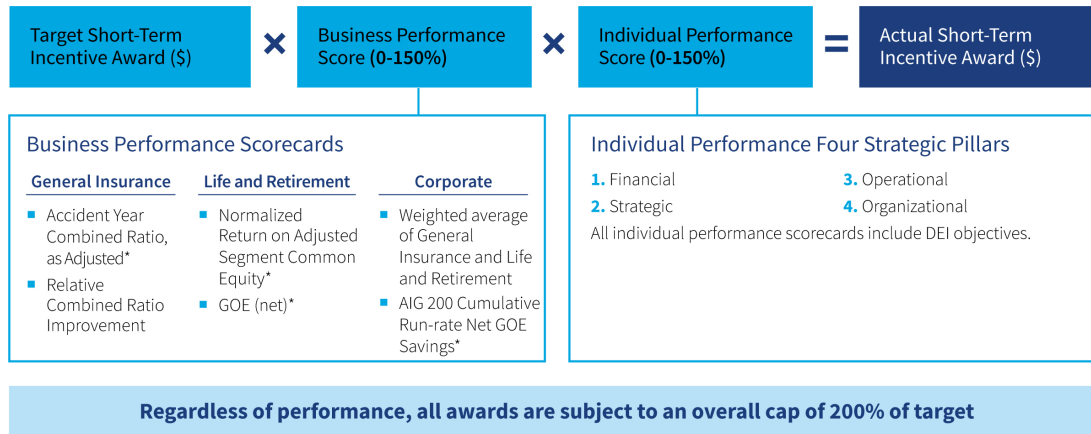 Target Short-Term
Incentive Award ($)
×
Business Performance
Score (0-150%)
×
Individual Performance
Score (0-150%)
=
Actual Short-Term
Incentive Award ($)
Business Performance Scorecards
General Insurance
■ Accident Year
Combined Ratio,
as Adjusted*
■ Relative
Combined Ratio
Improvement
Life and Retirement
■ Normalized
Return on Adjusted
Segment Common
Equity*
■ GOE (net)*
Corporate
■ Weighted average
of General
Insurance and Life
and Retirement
■ AIG 200 Cumulative
Run-rate Net GOE
Savings*
Individual Performance Four Strategic Pillars
1. Financial
2. Strategic
3. Operational
4. Organizational
All individual performance scorecards include DEI objectives.
Regardless of performance, all awards are subject to an overall cap of 200% of target